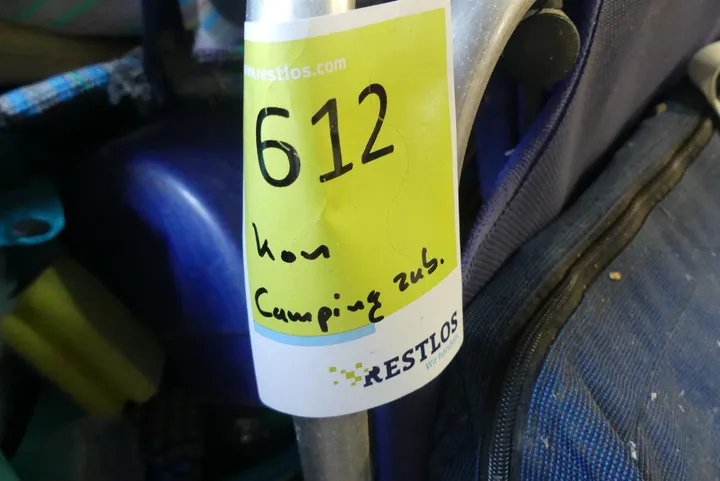 w.restlos.com
612
kon
Camping zub.
RESTLOS